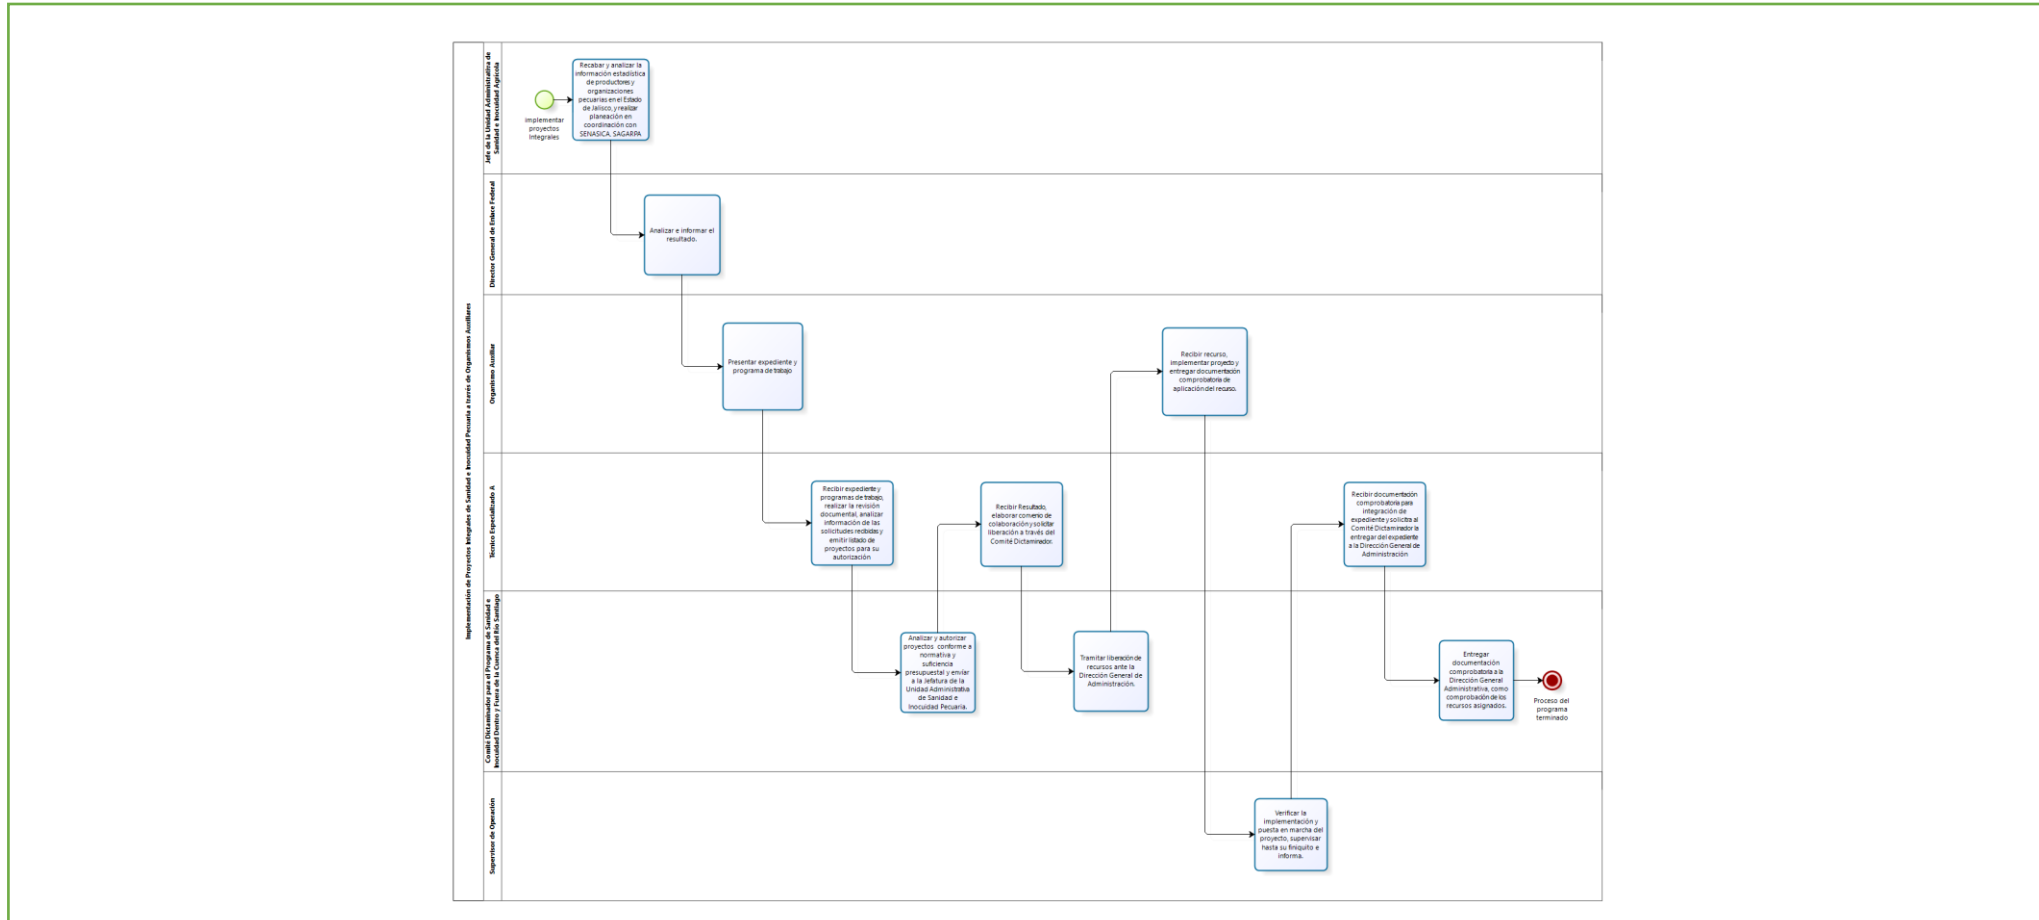 Implementación de Proyectos Integrales de Sanidad e Inocuidad Pecuaria a través de Organismos Auxiliares
Jefe de la Unidad Administrativa de
Sanidad e Inocuidad Agrícola
implementar
proyectos
Integrales
Recabar y analizar la
información estadística
de productores y
organizaciones
pecuarias en el Estado
de Jalisco, y realizar
planeación en
coordinación con
SENASICA, SAGARPA
Director General de Enlace Federal
Analizar e informar el
resultado.
Organismo Auxiliar
Presentar expediente y
programa de trabajo
Recibir recurso,
implementar proyecto y
entregar documentación
comprobatoria de
aplicación del recurso.
Técnico Especializado A
Recibir expediente y
programas de trabajo,
realizar la revisión
documental, analizar
información de las
solicitudes recibidas y
emitir listado de
proyectos para su
autorización
Recibir Resultado,
elaborar convenio de
colaboración y solicitar
liberación a través del
Comité Dictaminador.
Recibir documentación
comprobatoria para
integración de
expediente y solicitra al
Comité Dictaminador la
entregar del expediente
a la Dirección General de
Administración
Comité Dictaminador para el Programa de Sanidad e
Inocuidad Dentro y Funera de la Cuenca del Río Santiago
Analizar y autorizar
proyectos conforme a
normativa y
suficiencia
presupuestal y envíar
a la Jefatura de la
Unidad Administrativa
de Sanidad e
Inocuidad Pecuaria.
Tramitar liberación de
recursos ante la
Dirección General de
Administración.
Entregar
documentación
comprobatoria a la
Dirección General
Administrativa, como
comprobación de los
recursos asignados.
Proceso del
programa
terminado
Supervisor de Operación
Verificar la
implementación y
puesta en marcha del
proyecto, supervisar
hasta su finiquito e
informa.